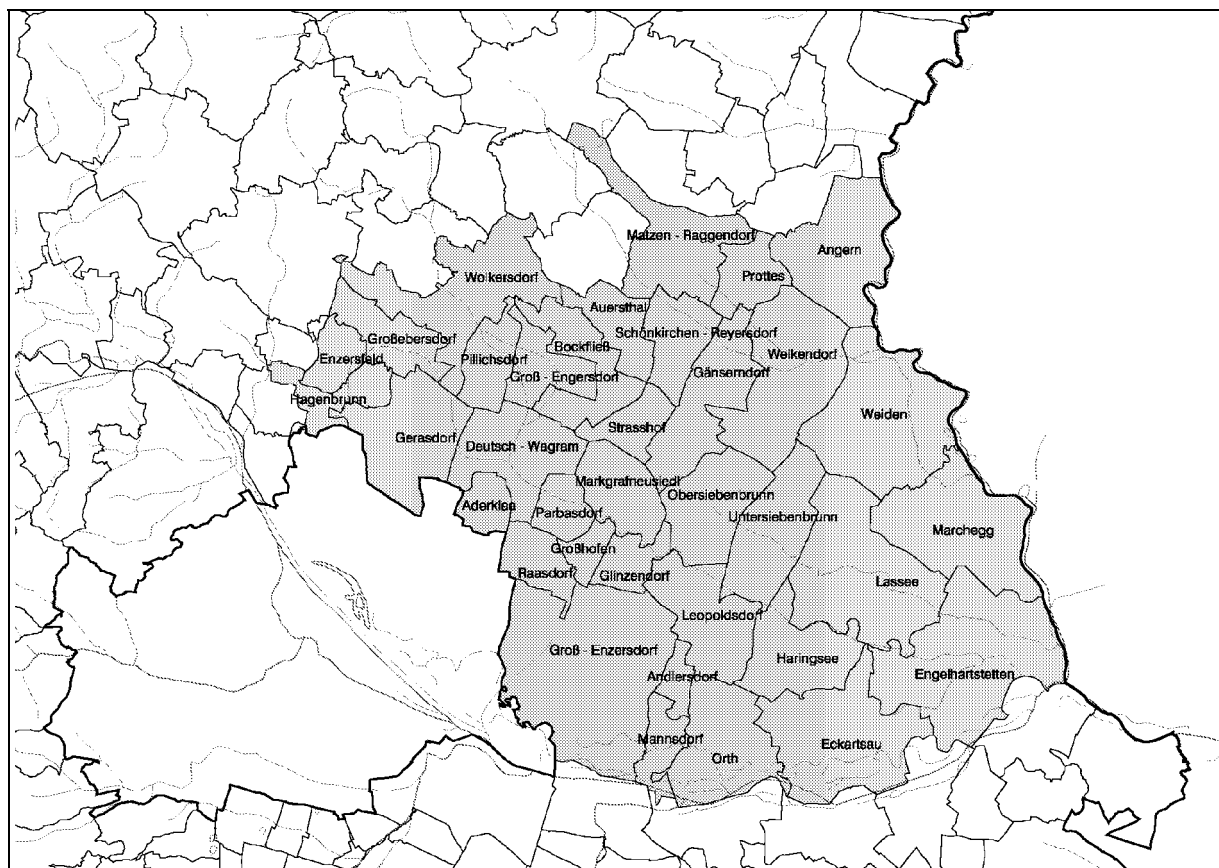 Matzen - Raggendorf
Angern
Wolkersdorf
Prottes
Auersthal
Schönkirchen - Reyersdorf
Großebersdorf
Bockfließ
Weikendorf
Enzersfeld
Pillichsdorf
Gänserndorf
Groß - Engersdorf
Hagenbrunn
Weiden
Strasshof
Gerasdorf
Deutsch - Wagram
Markgrafneusiedl
Obersiebenbrunn
Aderklaa
Parbasdorf
Untersiebenbrunn
Marchegg
Großhofen
Raasdorf
Glinzendorf
Lassee
Leopoldsdorf
Groß - Enzersdorf
Haringsee
Andlersdorf
Engelhartstetten
Mannsdorf
Eckartsau
Orth